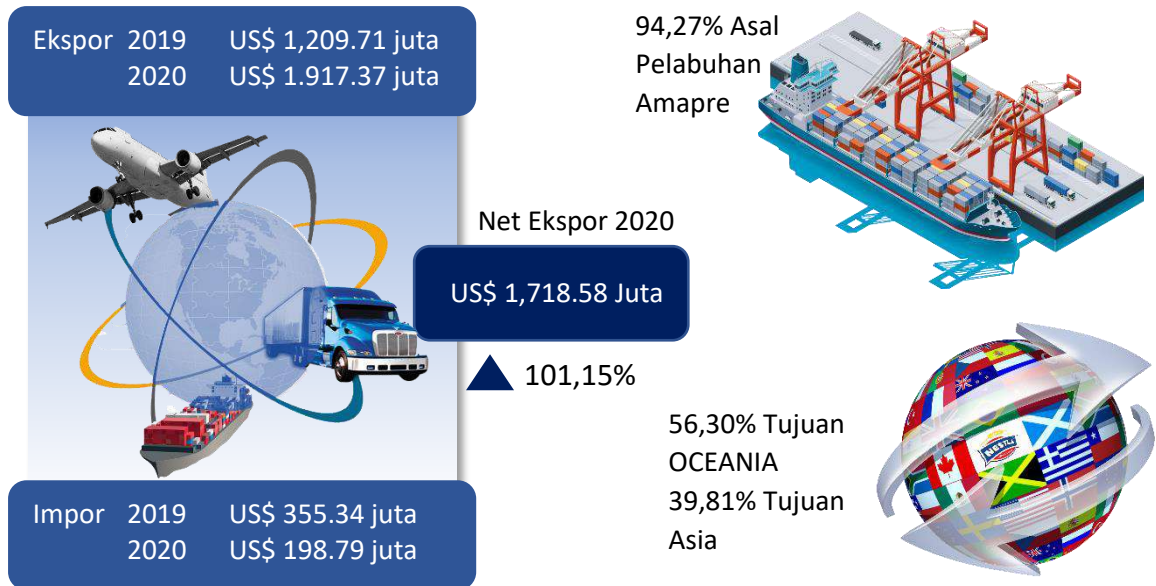 Ekspor 2019 US$ 1,209.71 juta
2020 US$ 1.917.37 juta
94,27% Asal
Pelabuhan
Amapre
Net Ekspor 2020
US$ 1,718.58 Juta
101,15%
56,30% Tujuan
OCEANIA
39,81% Tujuan
Asia
Impor 2019 US$ 355.34 juta
2020 US$ 198.79 juta